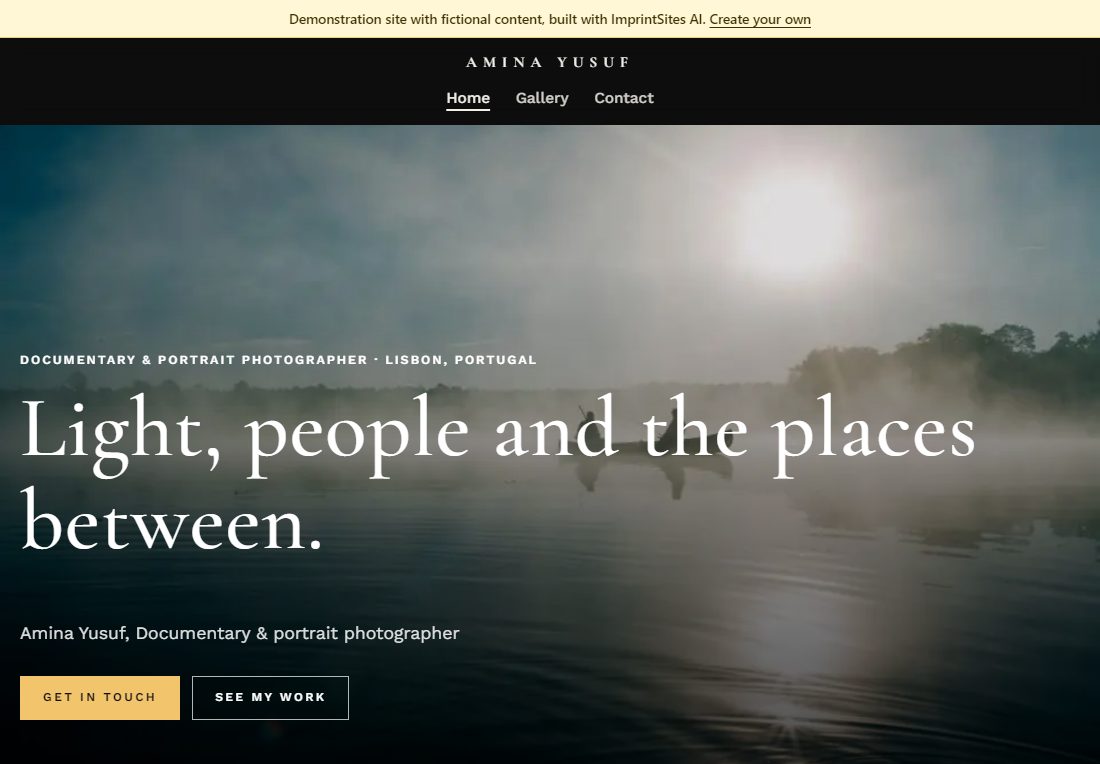 Demonstration site with fictional content, built with ImprintSites AI. Create your own
AMINA YUSUF
Home Gallery Contact
DOCUMENTARY & PORTRAIT PHOTOGRAPHER · LISBON, PORTUGAL
Light, people and the places
between.
Amina Yusuf, Documentary & portrait photographer
GET IN TOUCH SEE MY WORK